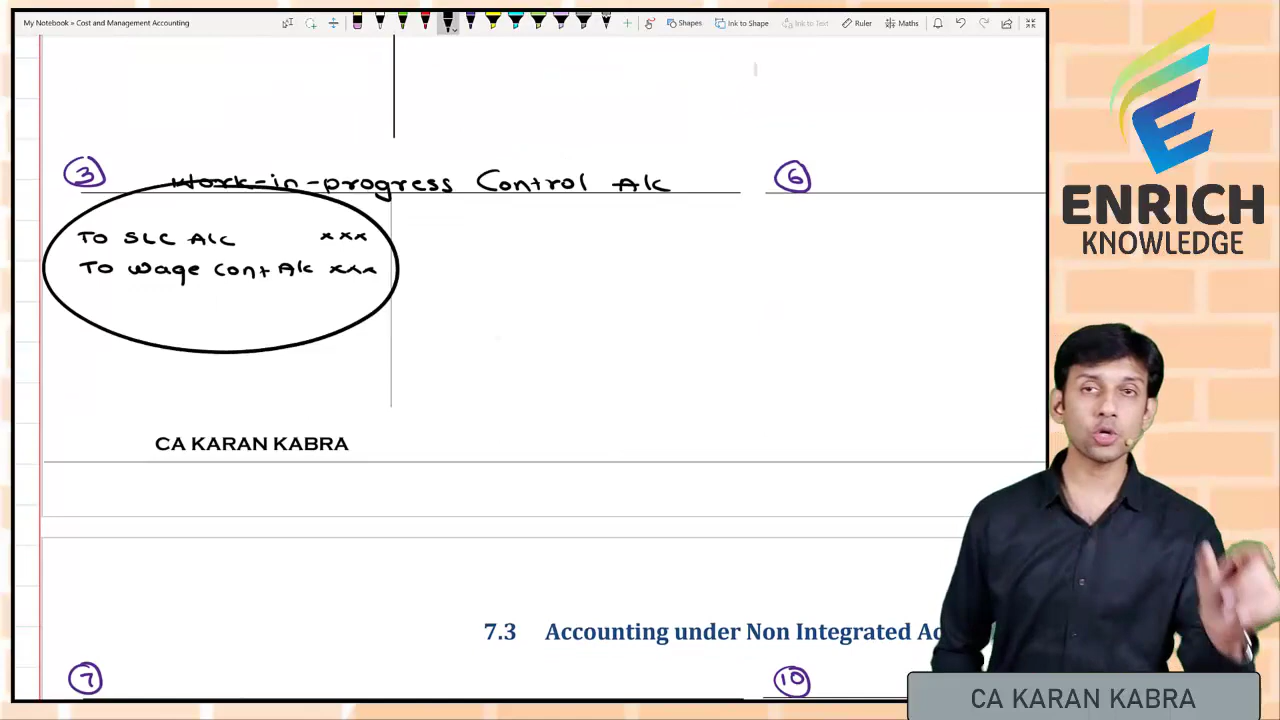 My Notebook » Cost and Management Accounting
Shapes
Ink to Shape
Ink to Text
Ruler
Maths
3
Work-in-progress Control A/c
6
To SLC A/c xxx
To wage cont A/c xxx
CA KARAN KABRA
7.3 Accounting under Non Integrated Ac
7
10
ENRICH
KNOWLEDGE
CA KARAN KABRA